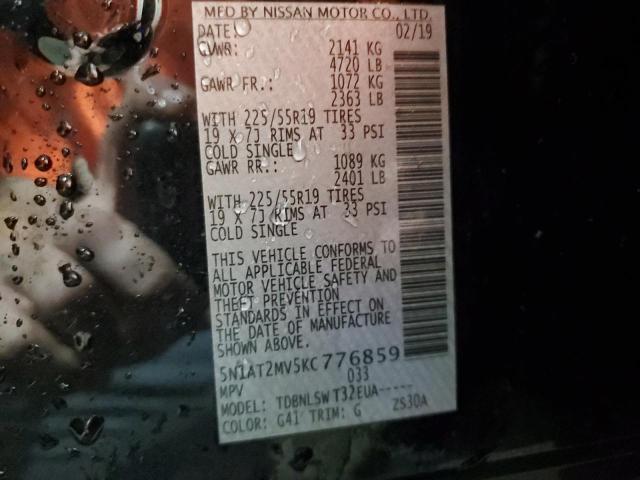 MFD BY NISSAN MOTOR CO., LTD.
DATE: 02/19
GVWR: 2141 KG
4720 LB
GAWR FR.: 1072 KG
2363 LB
WITH 225/55R19 TIRES
19 X 7J RIMS AT 33 PSI
COLD SINGLE
GAWR RR.: 1089 KG
2401 LB
WITH 225/55R19 TIRES
19 X 7J RIMS AT 33 PSI
COLD SINGLE
THIS VEHICLE CONFORMS TO
ALL APPLICABLE FEDERAL
MOTOR VEHICLE SAFETY AND
THEFT PREVENTION
STANDARDS IN EFFECT ON
THE DATE OF MANUFACTURE
SHOWN ABOVE.
5N1AT2MV5KC776859
MPV 033
MODEL: TDBNLSW T32EUA-----
COLOR: G41 TRIM: G ZS30A